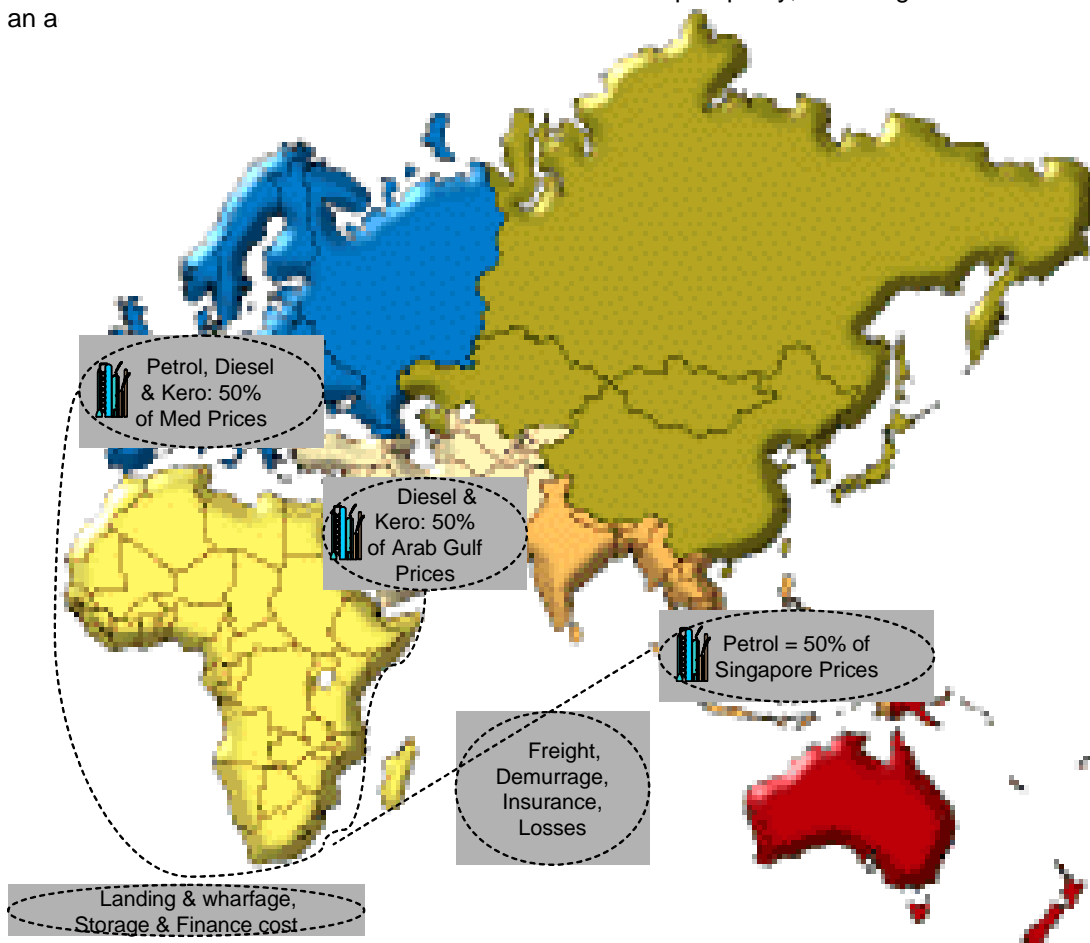 an a
Petrol, Diesel
& Kero: 50%
of Med Prices
Diesel &
Kero: 50%
of Arab Gulf
Prices
Petrol = 50% of
Singapore Prices
Freight,
Demurrage,
Insurance,
Losses
Landing & wharfage,
Storage & Finance cost